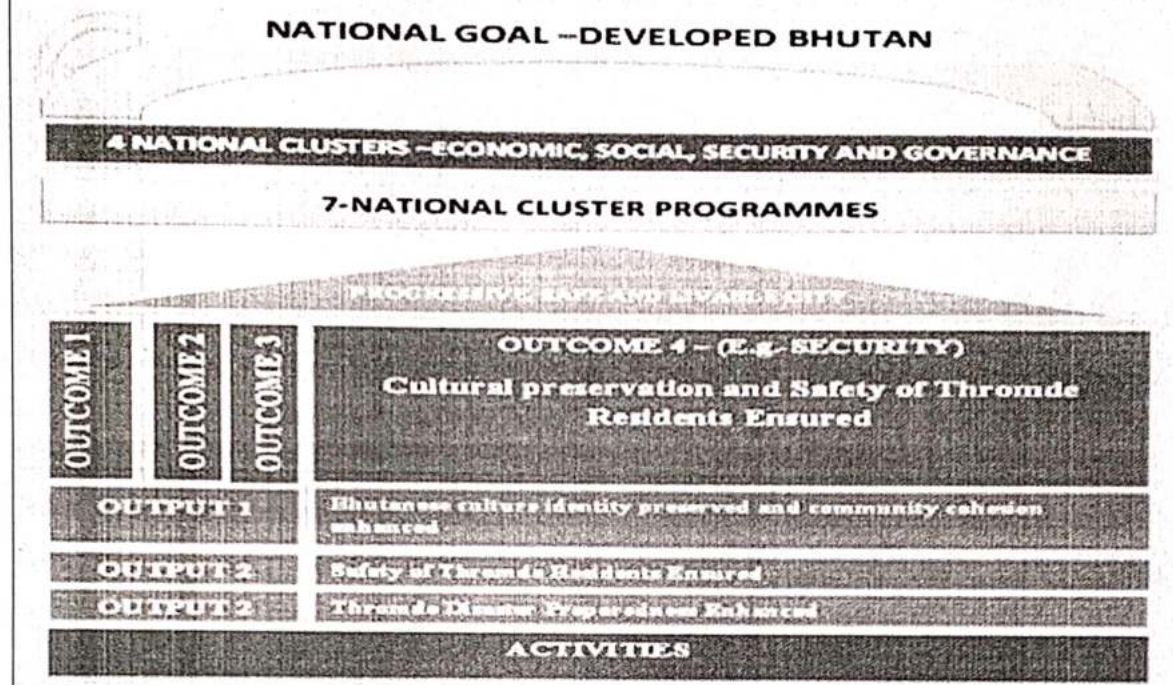 NATIONAL GOAL –DEVELOPED BHUTAN
4 NATIONAL CLUSTERS –ECONOMIC, SOCIAL, SECURITY AND GOVERNANCE
7-NATIONAL CLUSTER PROGRAMMES
AND LIVABLE CITY
OUTCOME 1
OUTCOME 2
OUTCOME 3
OUTCOME 4 – (E.g. SECURITY)
Cultural preservation and Safety of Thromde
Residents Ensured
OUTPUT 1
Bhutanese culture identity preserved and community cohesion
enhanced
OUTPUT 2
Safety of Thromde Residents Ensured
OUTPUT 2
Thromde Disaster Preparedness Enhanced
ACTIVITIES